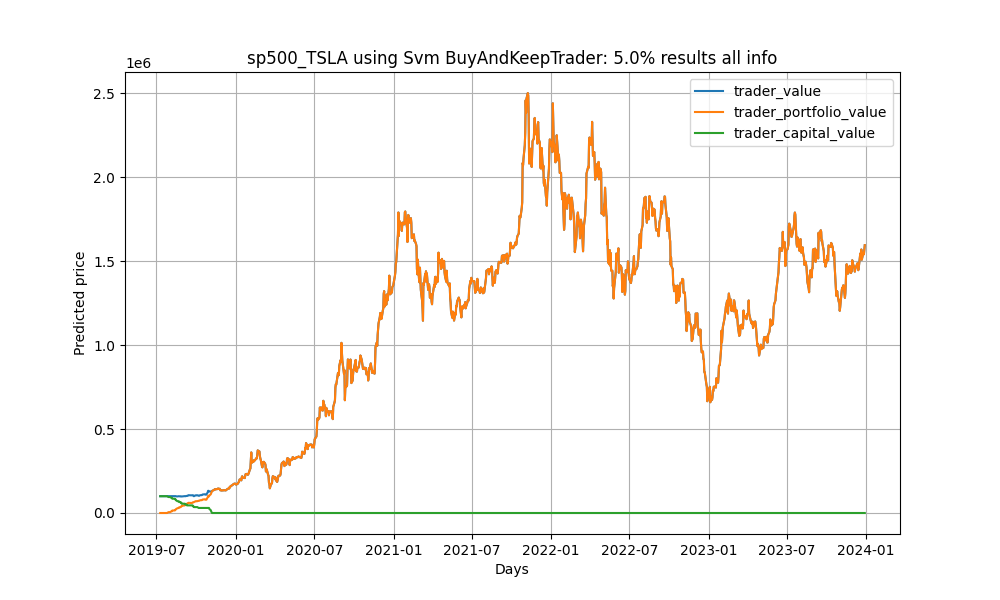 sp500_TSLA using Svm BuyAndKeepTrader: 5.0% results all info
1e6
trader_value
trader_portfolio_value
trader_capital_value
Predicted price
2.5
2.0
1.5
1.0
0.5
0.0
2019-07 2020-01 2020-07 2021-01 2021-07 2022-01 2022-07 2023-01 2023-07 2024-01
Days